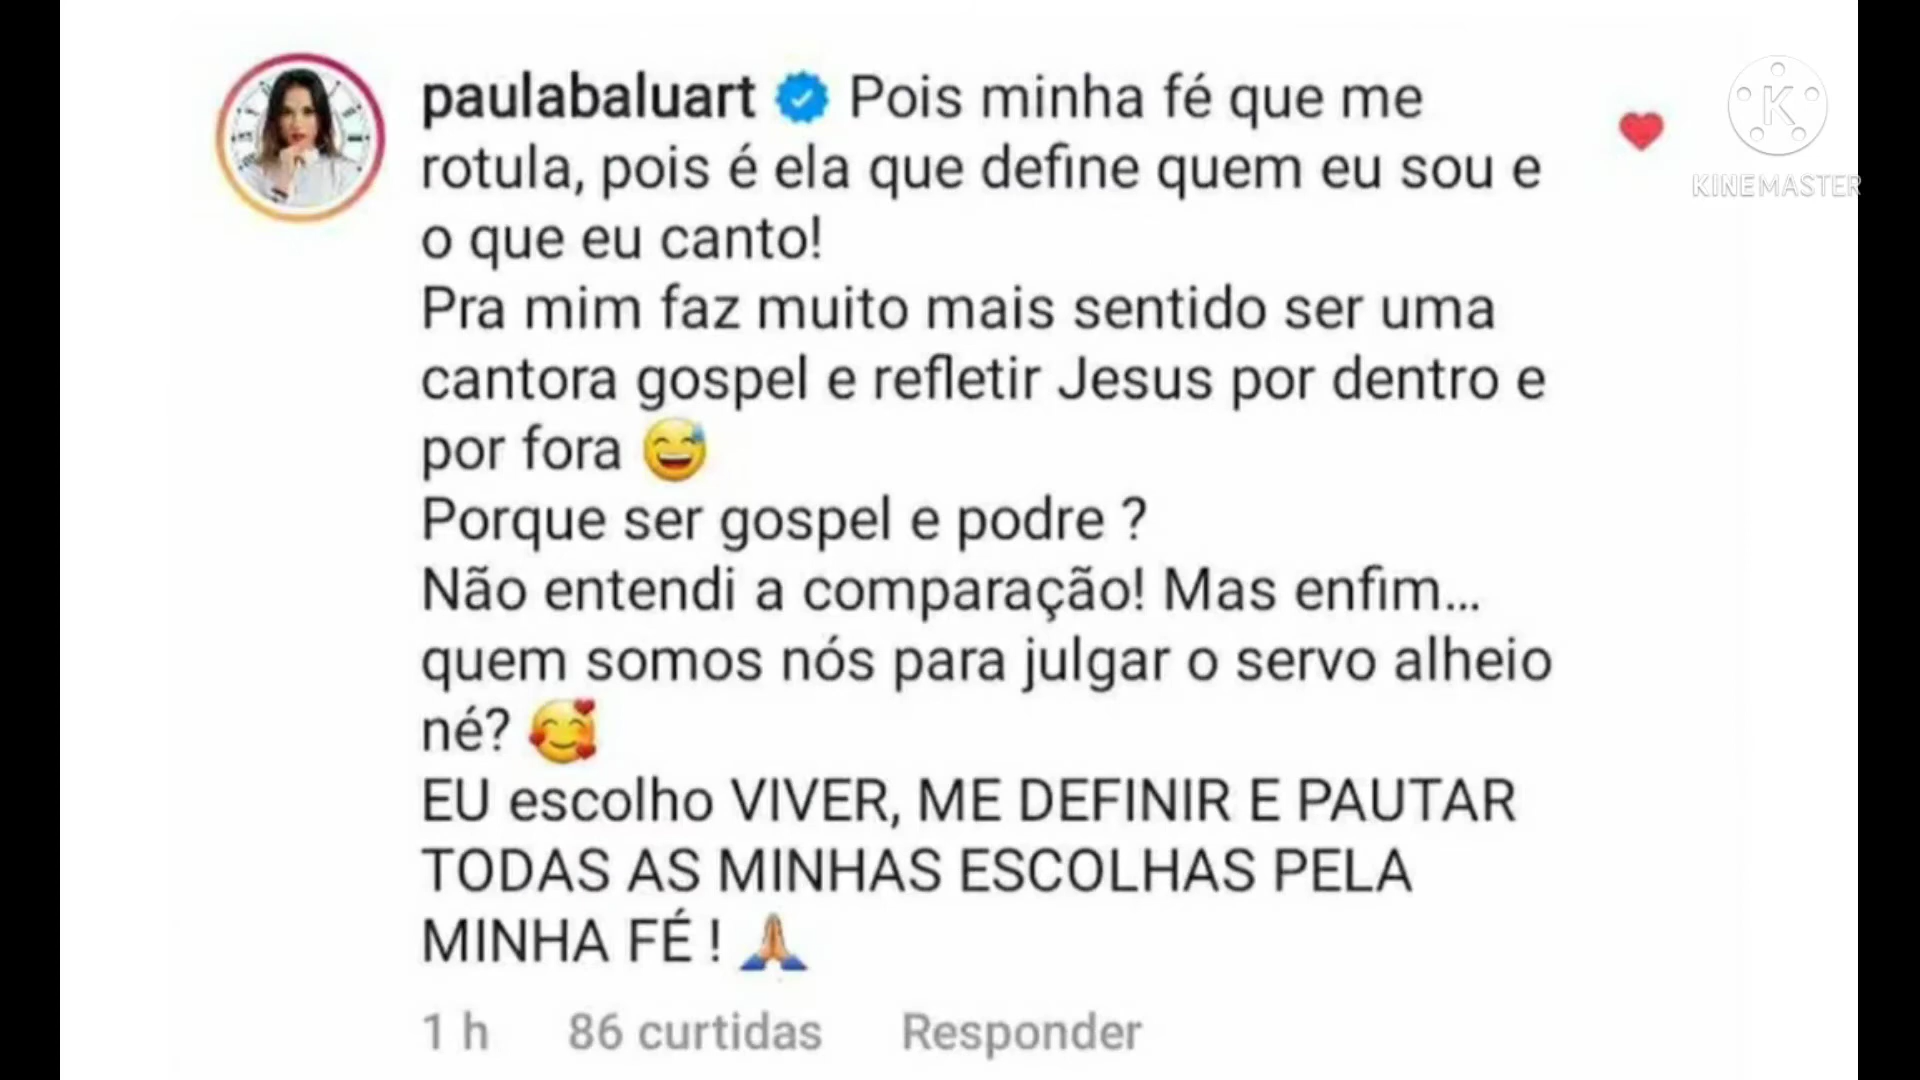 paulabaluart Pois minha fé que me
rotula, pois é ela que define quem eu sou e
o que eu canto!
Pra mim faz muito mais sentido ser uma
cantora gospel e refletir Jesus por dentro e
por fora 😅
Porque ser gospel e podre ?
Não entendi a comparação! Mas enfim...
quem somos nós para julgar o servo alheio
né? 🥰
EU escolho VIVER, ME DEFINIR E PAUTAR
TODAS AS MINHAS ESCOLHAS PELA
MINHA FÉ ! 🙏🏼
1 h 86 curtidas Responder
K
KINEMASTER